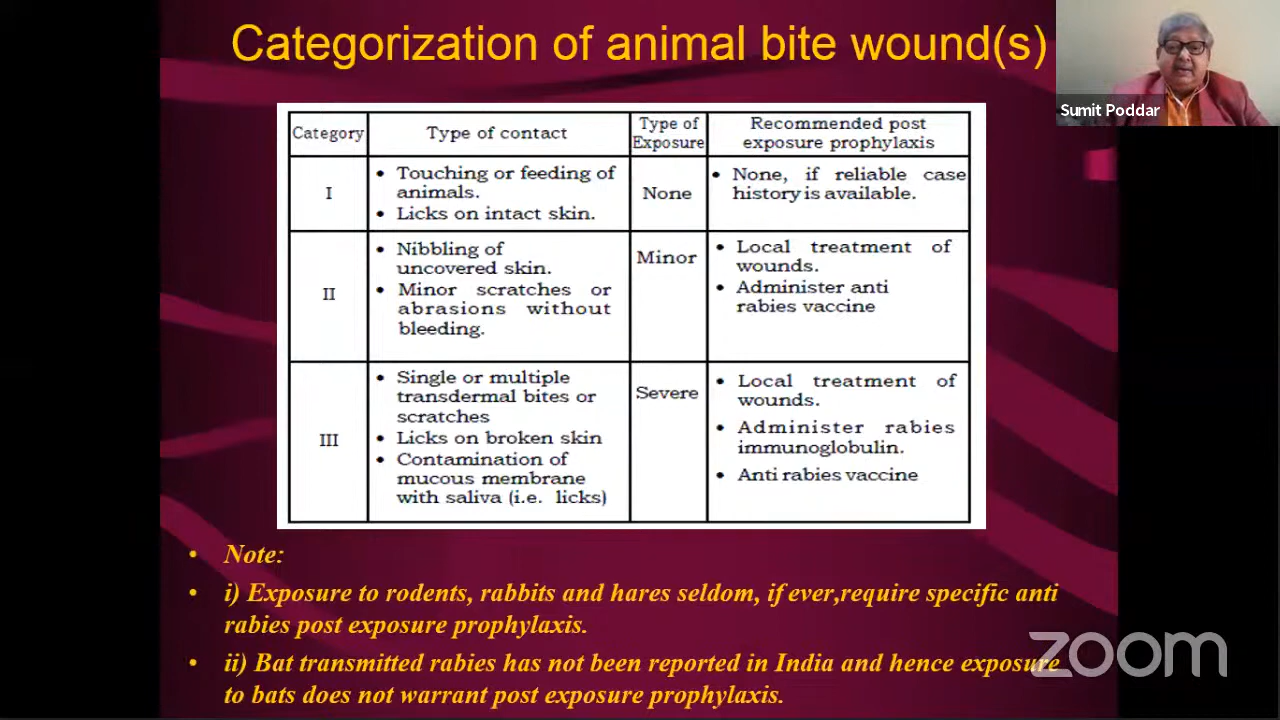 Categorization of animal bite wound(s)
Sumit Poddar
Category
Type of contact
Type of
Exposure
Recommended post
exposure prophylaxis
I
• Touching or feeding of
animals.
• Licks on intact skin.
None
• None, if reliable case
history is available.
II
• Nibbling of
uncovered skin.
• Minor scratches or
abrasions without
bleeding.
Minor
• Local treatment of
wounds.
• Administer anti
rabies vaccine
III
• Single or multiple
transdermal bites or
scratches
• Licks on broken skin
• Contamination of
mucous membrane
with saliva (i.e. licks)
Severe
• Local treatment of
wounds.
• Administer rabies
immunoglobulin.
• Anti rabies vaccine
• Note:
• i) Exposure to rodents, rabbits and hares seldom, if ever,require specific anti
rabies post exposure prophylaxis.
• ii) Bat transmitted rabies has not been reported in India and hence exposure
to bats does not warrant post exposure prophylaxis.
zoom